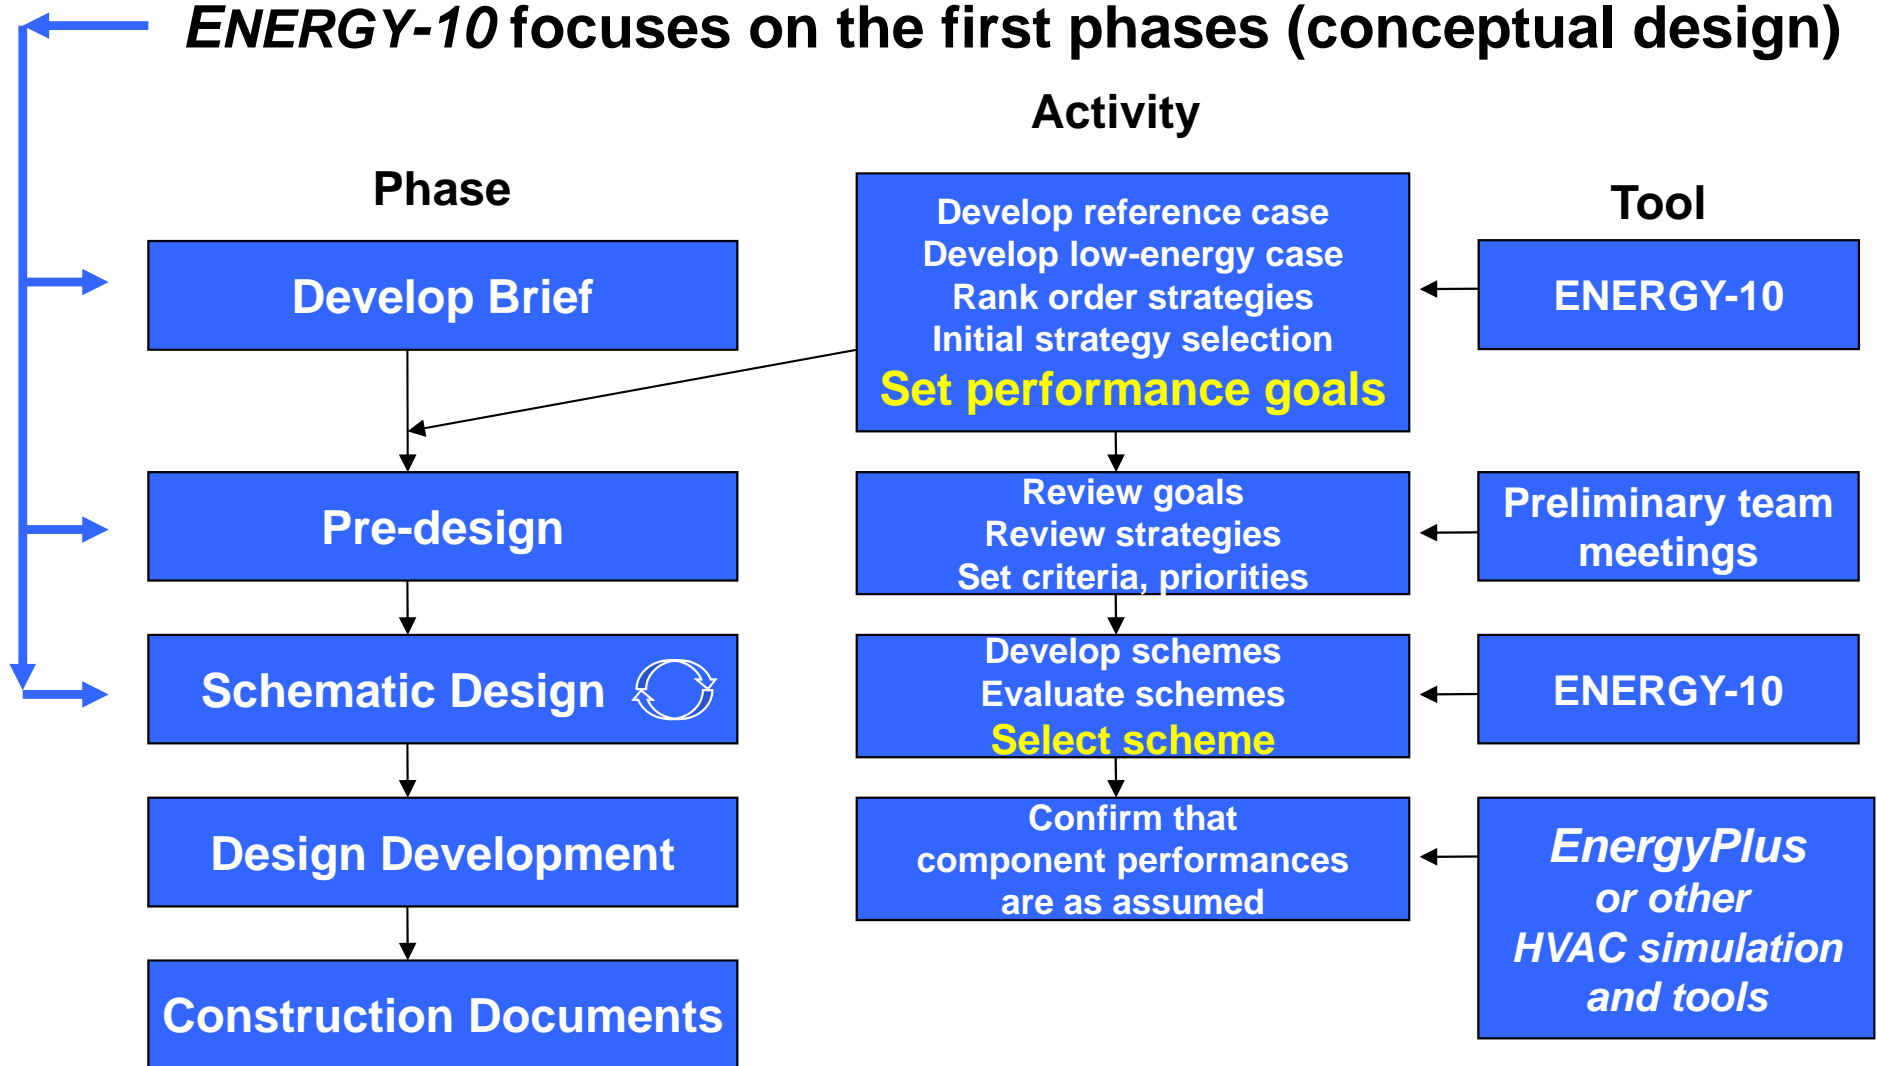 ENERGY-10 focuses on the first phases (conceptual design)
Activity
Phase
Tool
Develop Brief
Develop reference case
Develop low-energy case
Rank order strategies
Initial strategy selection
Set performance goals
ENERGY-10
Pre-design
Review goals
Review strategies
Set criteria, priorities
Preliminary team
meetings
Schematic Design
Develop schemes
Evaluate schemes
Select scheme
ENERGY-10
Design Development
Confirm that
component performances
are as assumed
EnergyPlus
or other
HVAC simulation
and tools
Construction Documents